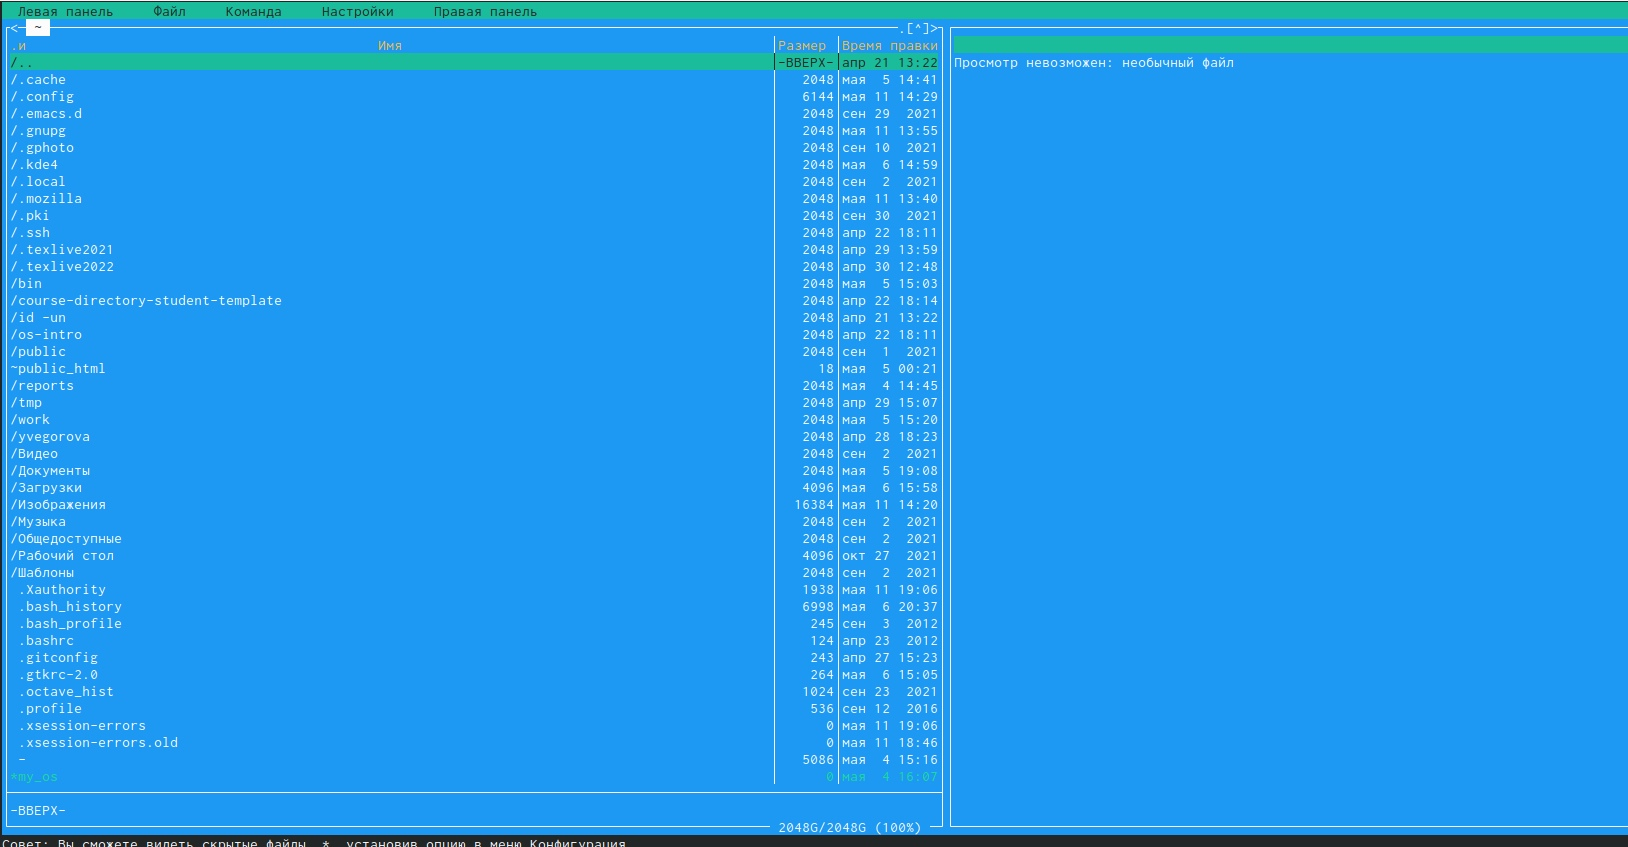 Левая панель Файл Команда Настройки Правая панель
<- ~ .[^]>
.и Имя Размер Время правки
/.. -ВВЕРХ- апр 21 13:22
Просмотр невозможен: необычный файл
/.cache 2048 мая 5 14:41
/.config 6144 мая 11 14:29
/.emacs.d 2048 сен 29 2021
/.gnupg 2048 мая 11 13:55
/.gphoto 2048 сен 10 2021
/.kde4 2048 мая 6 14:59
/.local 2048 сен 2 2021
/.mozilla 2048 мая 11 13:40
/.pki 2048 сен 30 2021
/.ssh 2048 апр 22 18:11
/.texlive2021 2048 апр 29 13:59
/.texlive2022 2048 апр 30 12:48
/bin 2048 мая 5 15:03
/course-directory-student-template 2048 апр 22 18:14
/id -un 2048 апр 21 13:22
/os-intro 2048 апр 22 18:11
/public 2048 сен 1 2021
~public_html 18 мая 5 00:21
/reports 2048 мая 4 14:45
/tmp 2048 апр 29 15:07
/work 2048 мая 5 15:20
/yvegorova 2048 апр 28 18:23
/Видео 2048 сен 2 2021
/Документы 2048 мая 5 19:08
/Загрузки 4096 мая 6 15:58
/Изображения 16384 мая 11 14:20
/Музыка 2048 сен 2 2021
/Общедоступные 2048 сен 2 2021
/Рабочий стол 4096 окт 27 2021
/Шаблоны 2048 сен 2 2021
.Xauthority 1938 мая 11 19:06
.bash_history 6998 мая 6 20:37
.bash_profile 245 сен 3 2012
.bashrc 124 апр 23 2012
.gitconfig 243 апр 27 15:23
.gtkrc-2.0 264 мая 6 15:05
.octave_hist 1024 сен 23 2021
.profile 536 сен 12 2016
.xsession-errors 0 мая 11 19:06
.xsession-errors.old 0 мая 11 18:46
- 5086 мая 4 15:16
*my_os 0 мая 4 16:07
-ВВЕРХ-
2048G/2048G (100%)
Совет: Вы сможете видеть скрытые файлы .*, установив опцию в меню Конфигурация.